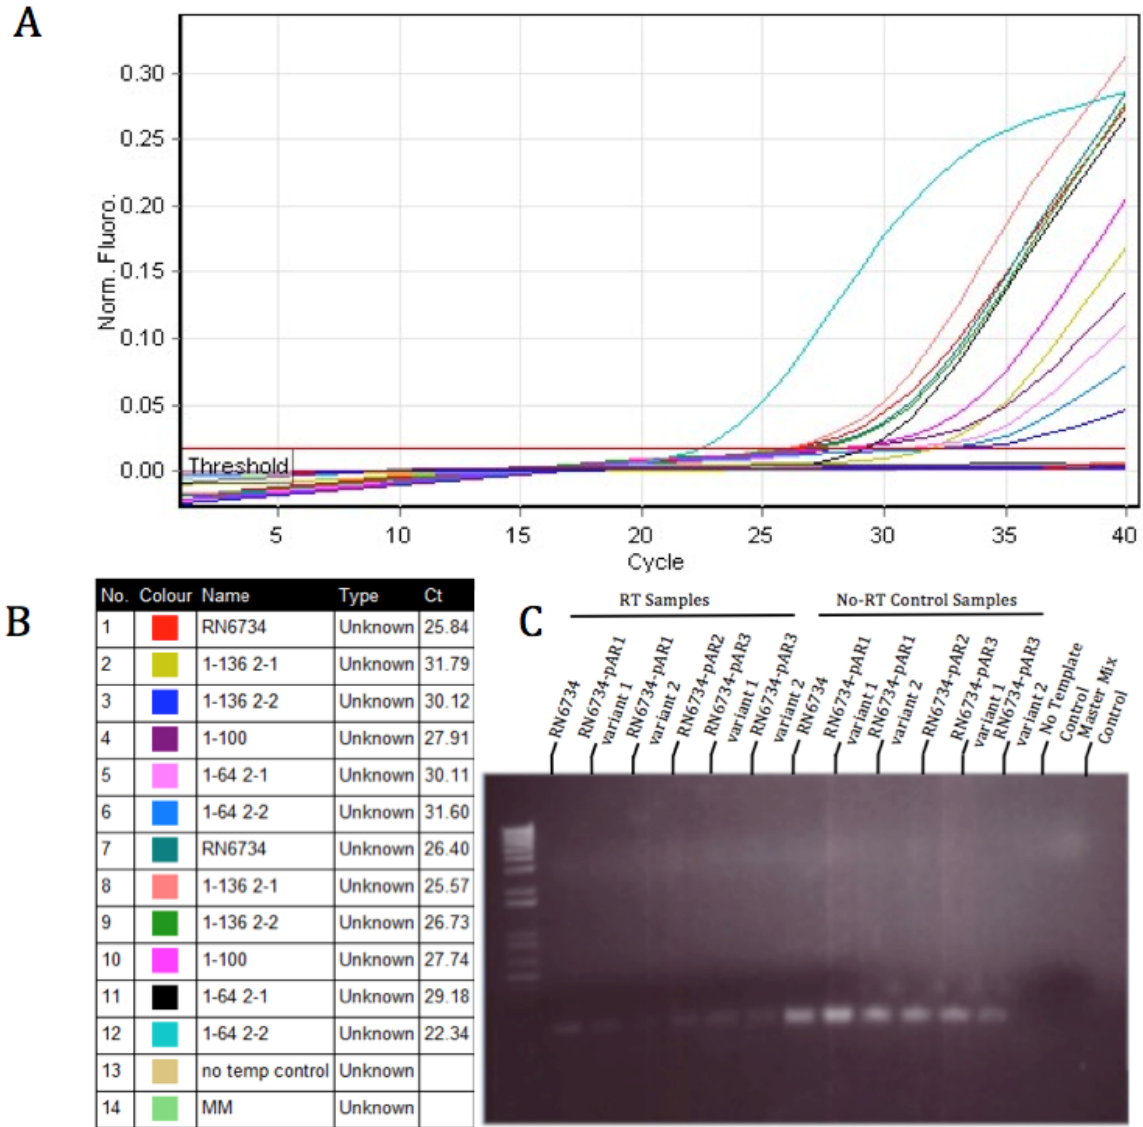 A
0.30
0.25
0.20
0.15
0.10
0.05
0.00
Norm. Fluoro.
Threshold
5 10 15 20 25 30 35 40
Cycle
B
No. Colour Name Type Ct
1 RN6734 Unknown 25.84
2 1-136 2-1 Unknown 31.79
3 1-136 2-2 Unknown 30.12
4 1-100 Unknown 27.91
5 1-64 2-1 Unknown 30.11
6 1-64 2-2 Unknown 31.60
7 RN6734 Unknown 26.40
8 1-136 2-1 Unknown 25.57
9 1-136 2-2 Unknown 26.73
10 1-100 Unknown 27.74
11 1-64 2-1 Unknown 29.18
12 1-64 2-2 Unknown 22.34
13 no temp control Unknown
14 MM Unknown
C
RT Samples
No-RT Control Samples
RN6734
RN6734-pAR1
variant 1
RN6734-pAR1
variant 2
RN6734-pAR2
RN6734-pAR3
variant 1
RN6734-pAR3
variant 2
RN6734
RN6734-pAR1
variant 1
RN6734-pAR1
variant 2
RN6734-pAR2
RN6734-pAR3
variant 1
RN6734-pAR3
variant 2
No Template
Control
Master Mix
Control